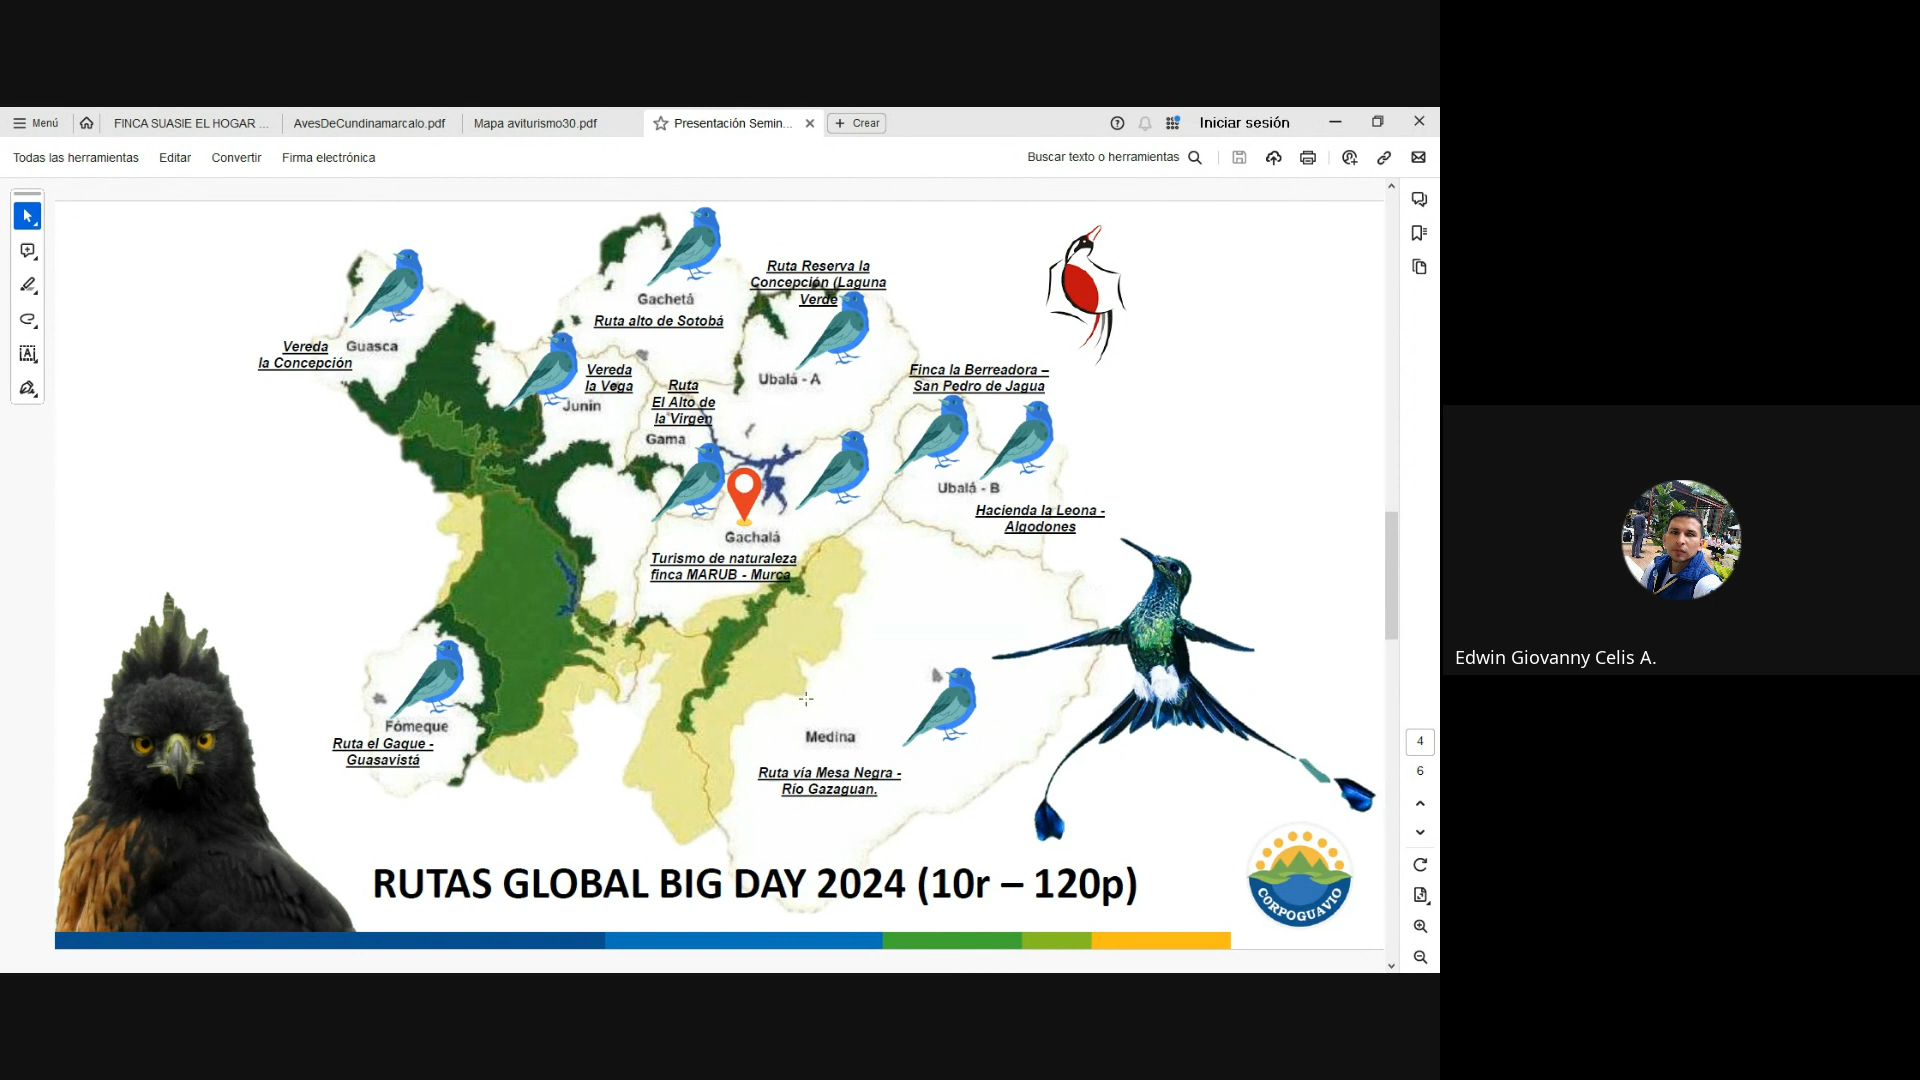 Menú
FINCA SUASIE EL HOGAR ...
AvesDeCundinamarcalo.pdf
Mapa aviturismo30.pdf
Presentación Semin...
Crear
Iniciar sesión
Todas las herramientas
Editar
Convertir
Firma electrónica
Buscar texto o herramientas
Ruta Reserva la
Concepción (Laguna
Verde
Gachetá
Ruta alto de Sotobá
Vereda
la Concepción
Guasca
Vereda
la Vega
Junín
Ruta
El Alto de
la Virgen
Gama
Ubalá - A
Finca la Berreadora –
San Pedro de Jagua
Ubalá - B
Hacienda la Leona -
Algodones
Gachalá
Turismo de naturaleza
finca MARUB - Murca
Fómeque
Ruta el Gaque -
Guasavistá
Medina
Ruta vía Mesa Negra -
Río Gazaguan.
RUTAS GLOBAL BIG DAY 2024 (10r – 120p)
CORPOGUAVIO
4
6
Edwin Giovanny Celis A.